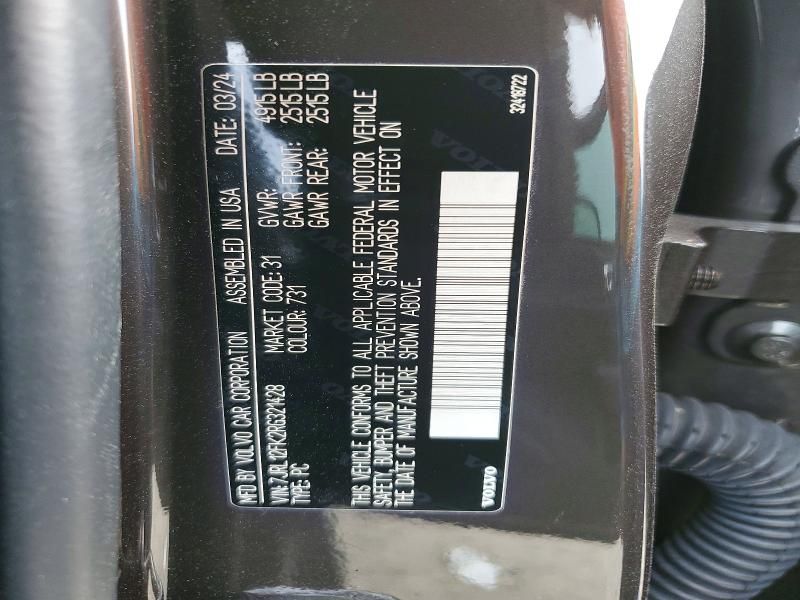 MFD BY VOLVO CAR CORPORATION ASSEMBLED IN USA DATE: 03/24
VIN: 7JR12FK2RG321428 MARKET CODE: 31 GVWR: 4915 LB
TYPE: PC COLOUR: 731 GAWR FRONT: 2515 LB
GAWR REAR: 2515 LB
THIS VEHICLE CONFORMS TO ALL APPLICABLE FEDERAL MOTOR VEHICLE
SAFETY, BUMPER AND THEFT PREVENTION STANDARDS IN EFFECT ON
THE DATE OF MANUFACTURE SHOWN ABOVE.
VOLVO
32418722